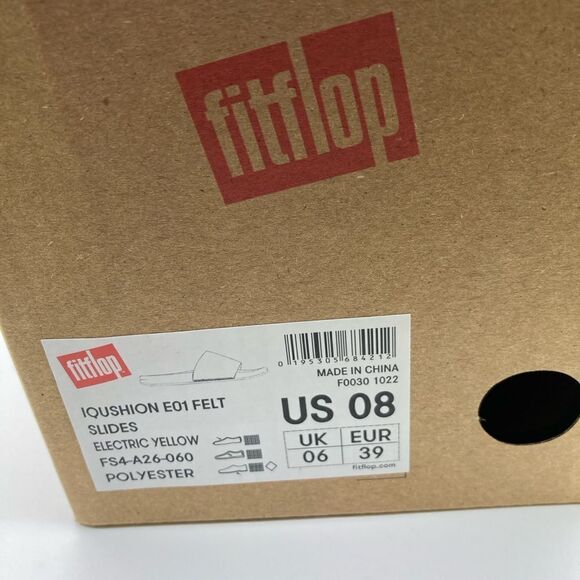 fitflop
fitflop
IQUSHION E01 FELT
SLIDES
ELECTRIC YELLOW
FS4-A26-060
POLYESTER
0 195305 684212
MADE IN CHINA
F0030 1022
US 08
UK EUR
06 39
fitflop.com